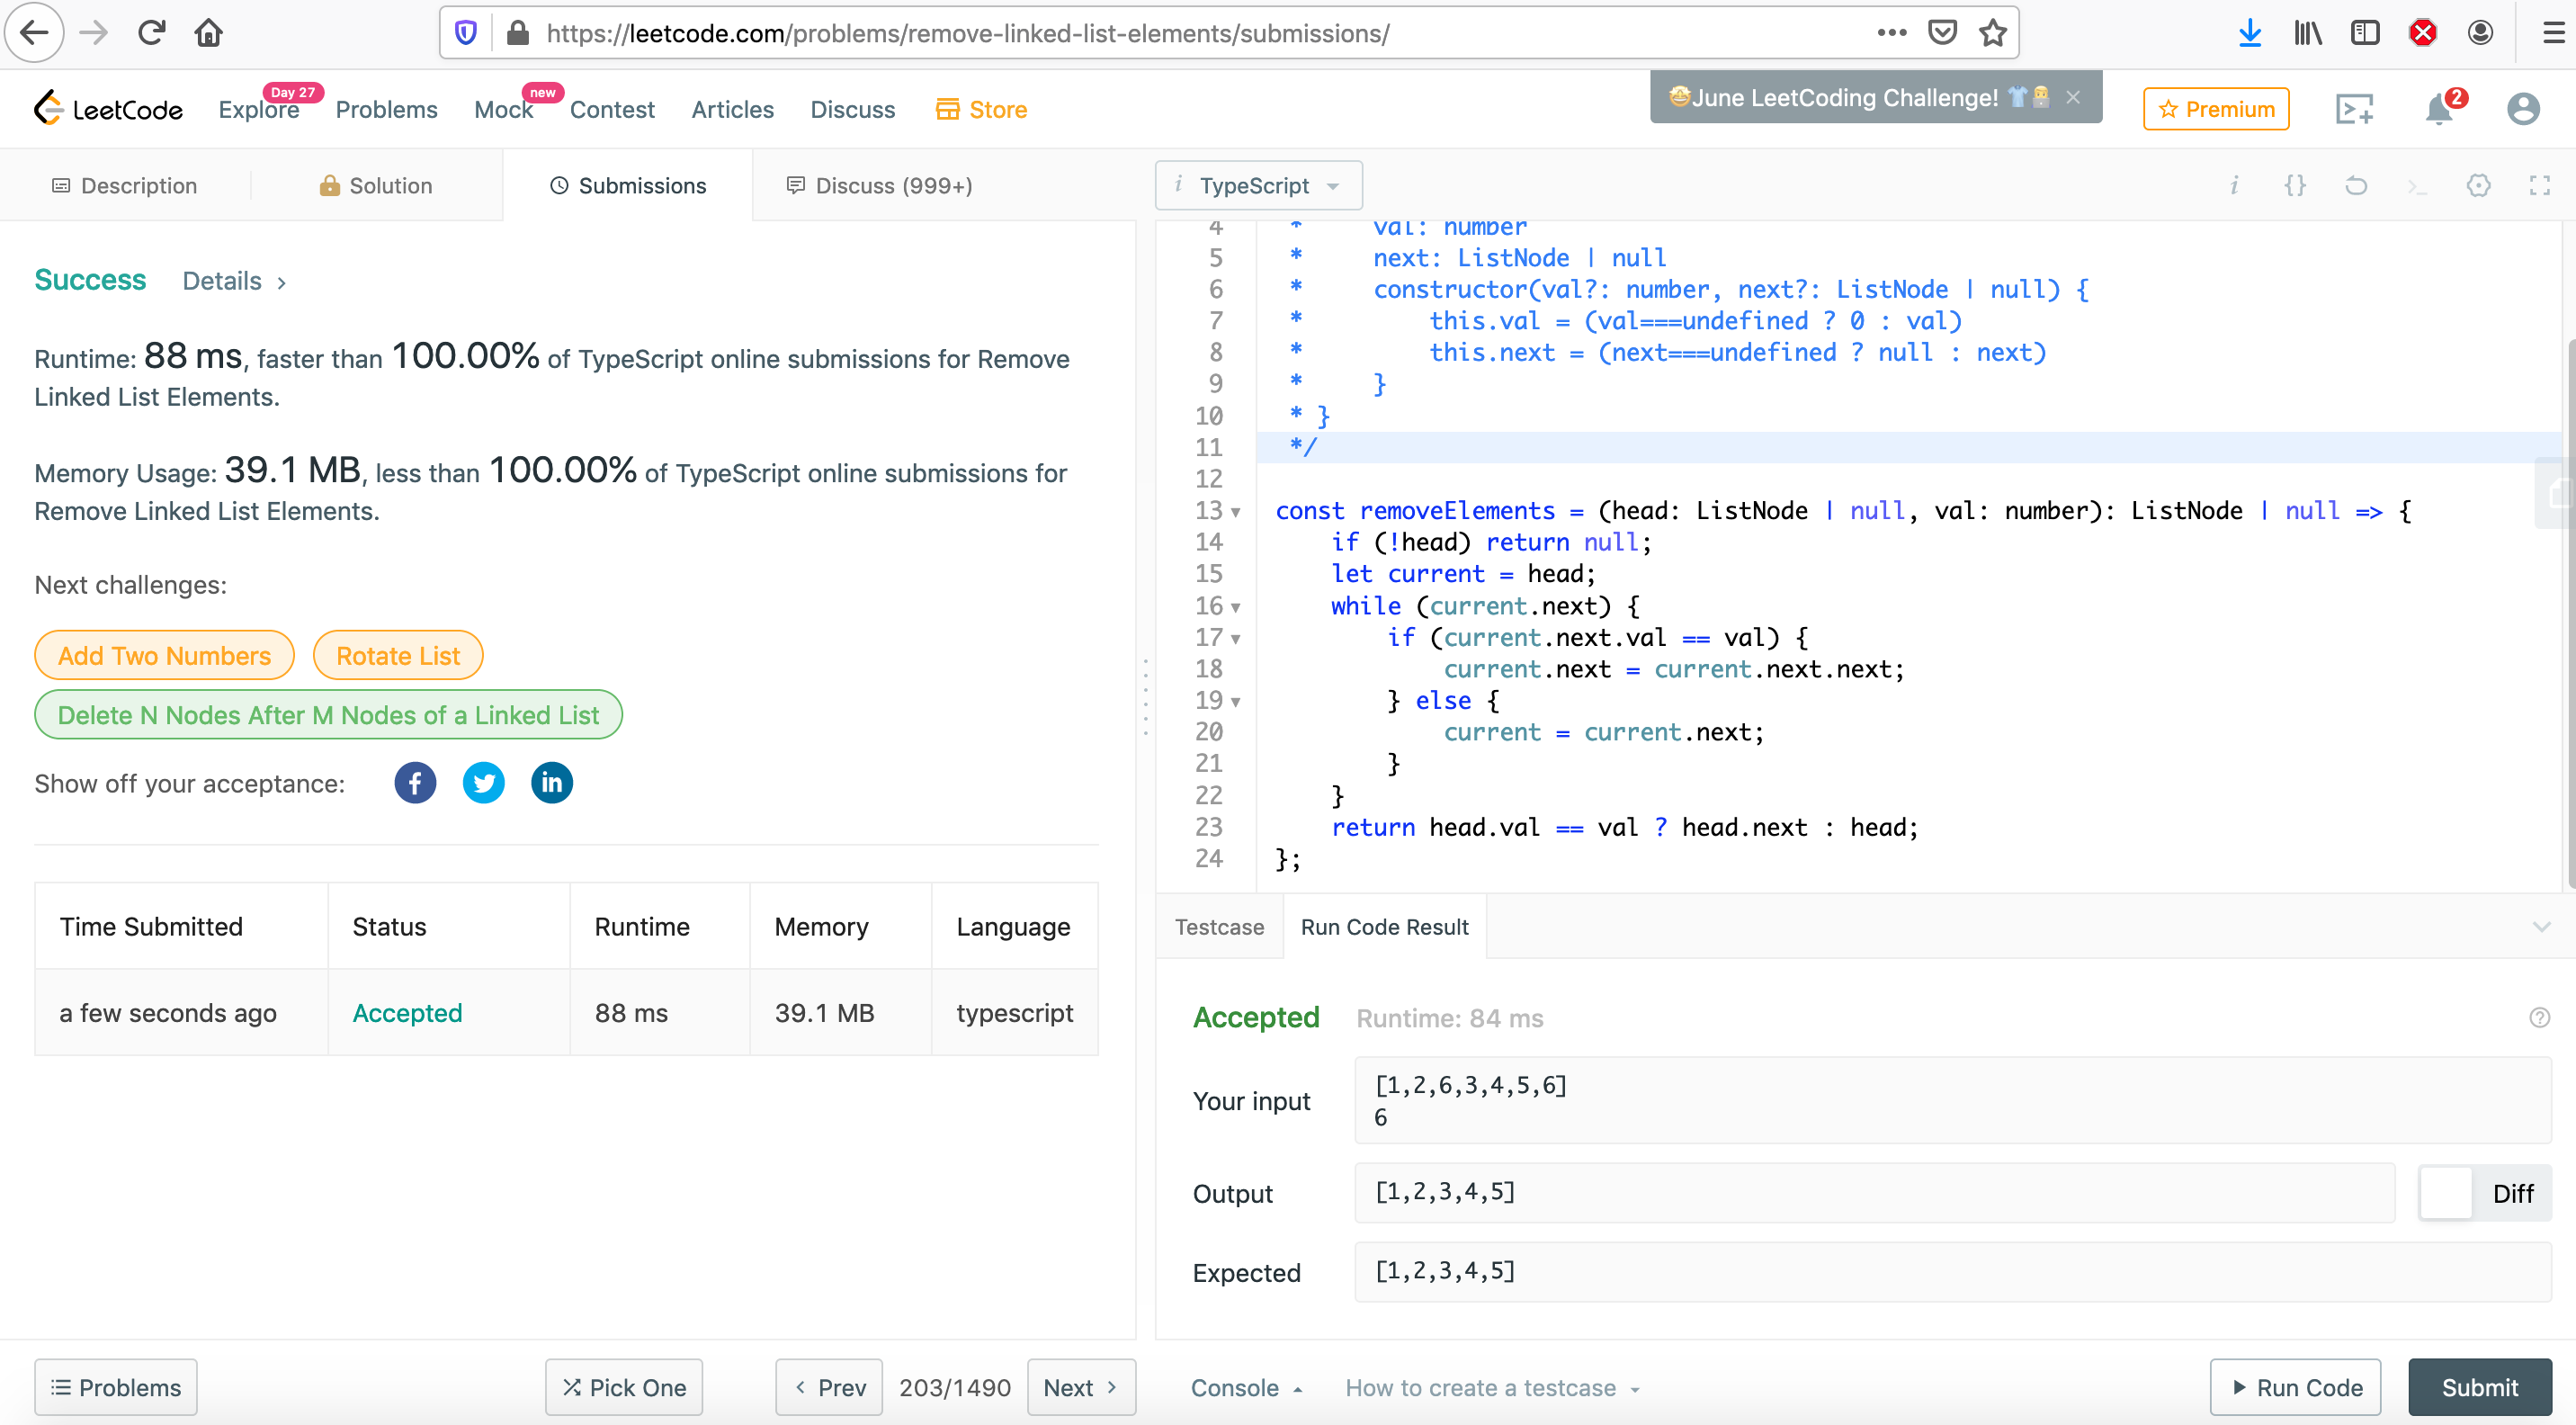 https://leetcode.com/problems/remove-linked-list-elements/submissions/
LeetCode
Explore
Day 27
Problems
Mock
new
Contest
Articles
Discuss
Store
🤩June LeetCoding Challenge!
Premium
2
Description
Solution
Submissions
Discuss (999+)
Success Details >
Runtime: 88 ms, faster than 100.00% of TypeScript online submissions for Remove
Linked List Elements.
Memory Usage: 39.1 MB, less than 100.00% of TypeScript online submissions for
Remove Linked List Elements.
Next challenges:
Add Two Numbers
Rotate List
Delete N Nodes After M Nodes of a Linked List
Show off your acceptance:
f
in
Time Submitted Status Runtime Memory Language
a few seconds ago Accepted 88 ms 39.1 MB typescript
i TypeScript
i {} >_
4 *     val: number
5 *     next: ListNode | null
6 *     constructor(val?: number, next?: ListNode | null) {
7 *         this.val = (val===undefined ? 0 : val)
8 *         this.next = (next===undefined ? null : next)
9 *     }
10 * }
11 */
12
13 const removeElements = (head: ListNode | null, val: number): ListNode | null => {
14     if (!head) return null;
15     let current = head;
16     while (current.next) {
17         if (current.next.val == val) {
18             current.next = current.next.next;
19         } else {
20             current = current.next;
21         }
22     }
23     return head.val == val ? head.next : head;
24 };
Testcase
Run Code Result
Accepted Runtime: 84 ms
Your input
[1,2,6,3,4,5,6]
6
Output
[1,2,3,4,5]
Diff
Expected
[1,2,3,4,5]
Problems
Pick One
Prev
203/1490
Next
Console
How to create a testcase
Run Code
Submit